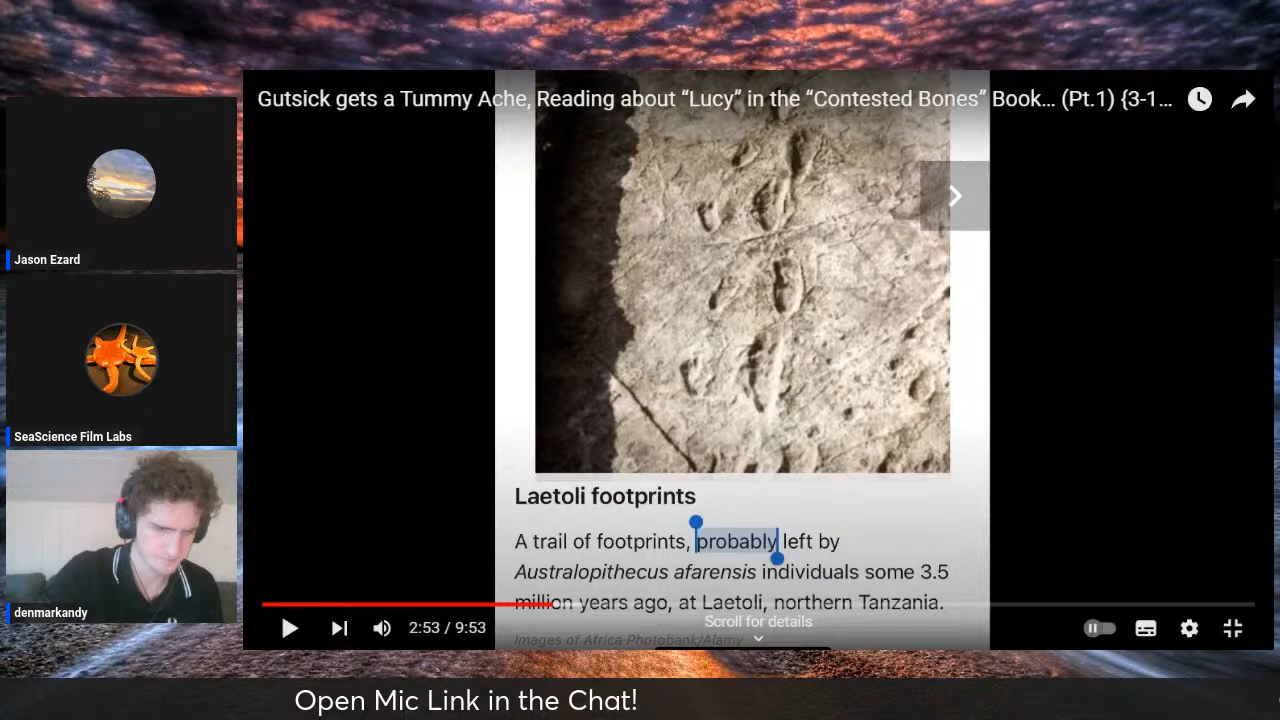 Gutsick gets a Tummy Ache, Reading about “Lucy” in the “Contested Bones” Book... (Pt.1) {3-1...
Jason Ezard
SeaScience Film Labs
denmarkandy
Laetoli footprints
A trail of footprints, probably left by
Australopithecus afarensis individuals some 3.5
million years ago, at Laetoli, northern Tanzania.
Scroll for details
Images of Africa Photobank/Alamy
2:53 / 9:53
Open Mic Link in the Chat!